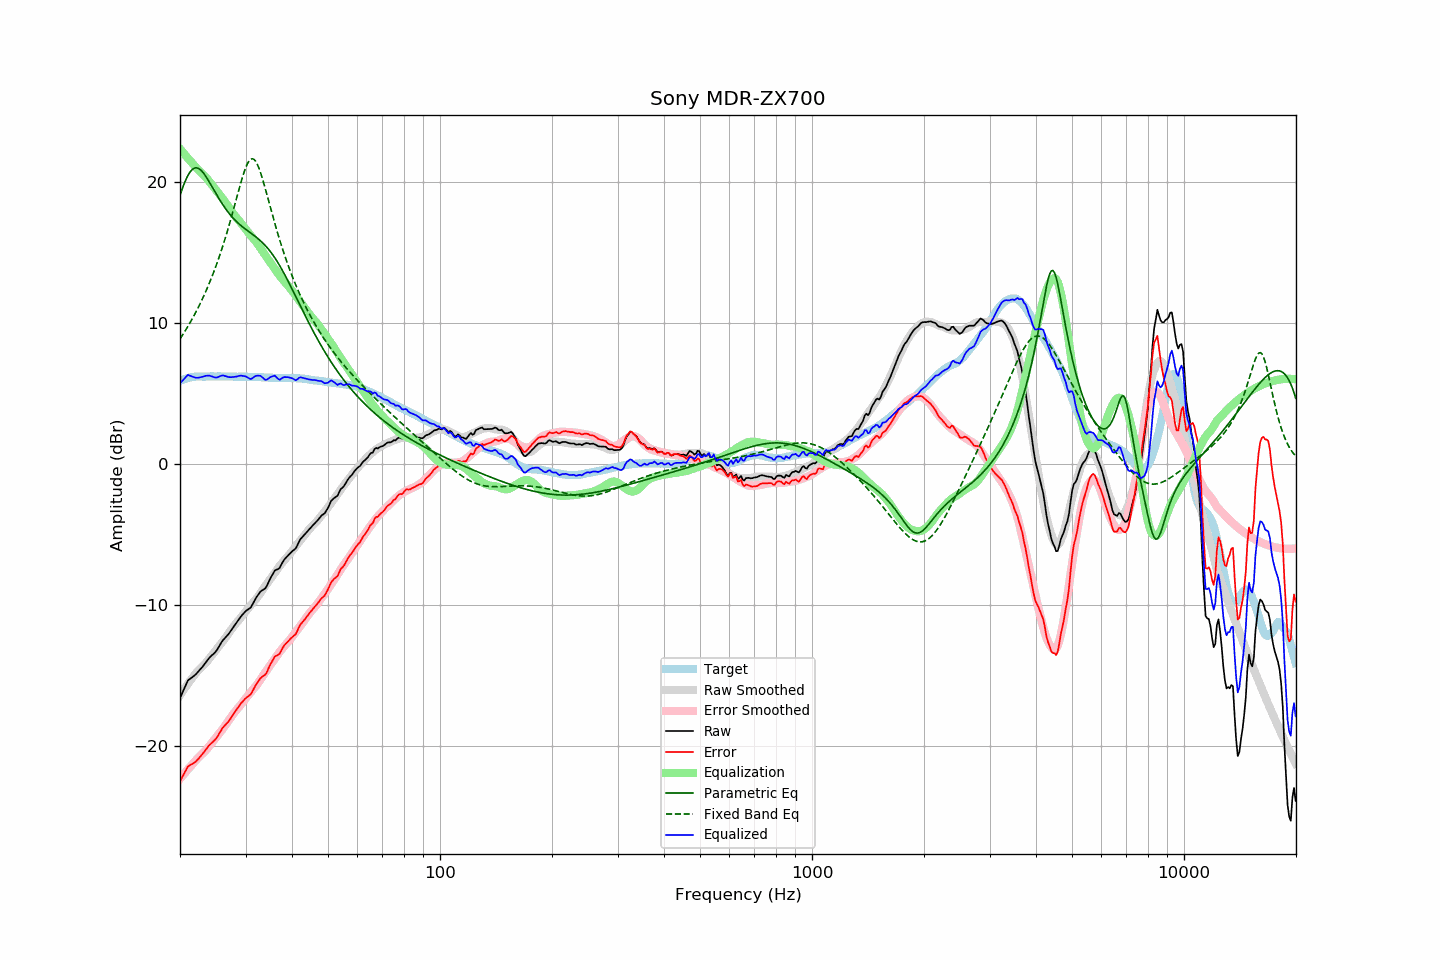 Sony MDR-ZX700
Amplitude (dBr)
20
10
0
−10
−20
Target
Raw Smoothed
Error Smoothed
Raw
Error
Equalization
Parametric Eq
Fixed Band Eq
Equalized
100
1000
10000
Frequency (Hz)